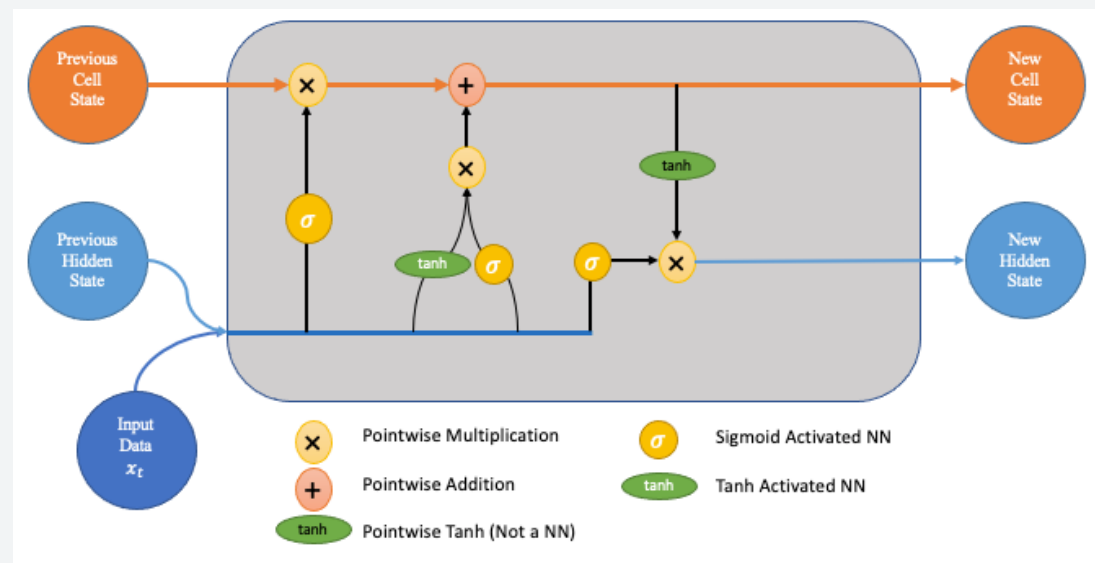 Previous
Cell
State
×
+
New
Cell
State
×
tanh
σ
Previous
Hidden
State
tanh
σ
σ
×
New
Hidden
State
Input
Data
xₜ
× Pointwise Multiplication
σ Sigmoid Activated NN
+ Pointwise Addition
tanh Tanh Activated NN
tanh Pointwise Tanh (Not a NN)